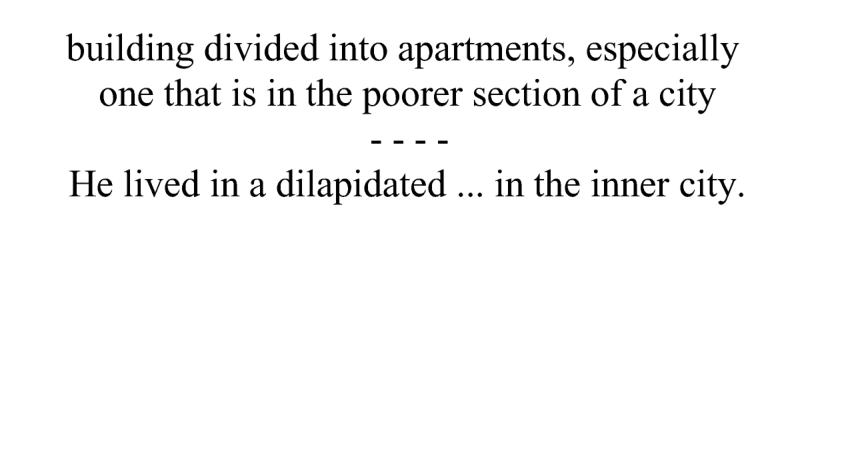 building divided into apartments, especially
one that is in the poorer section of a city
- - - -
He lived in a dilapidated ... in the inner city.